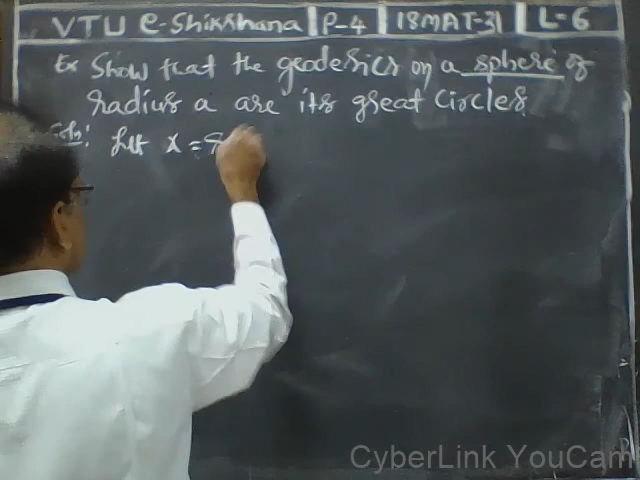 VTU e-Shikshana P-4 18MAT-31 L-6
Ex Show that the geodesics on a sphere of
radius a are its great Circles
Soln: Let x =
CyberLink YouCam